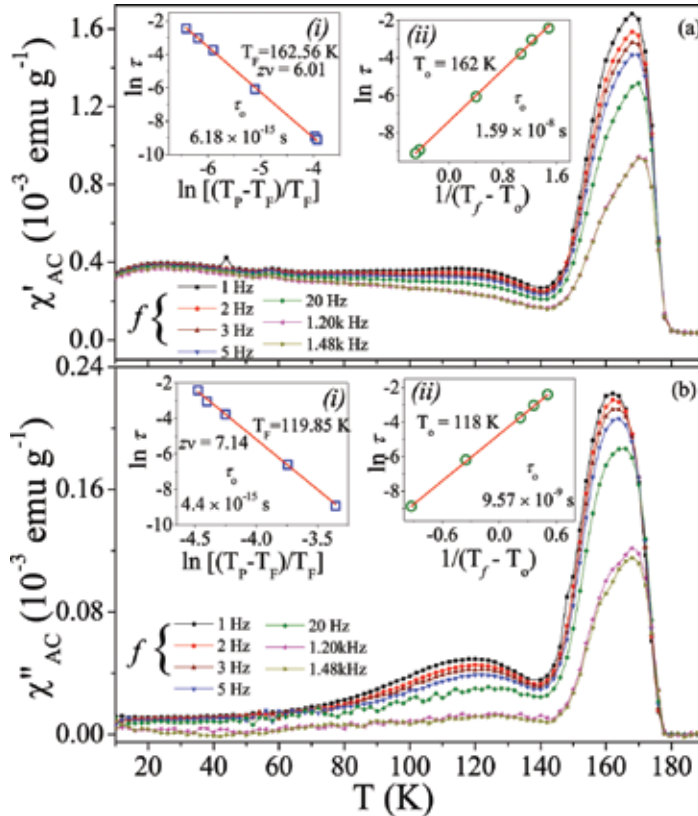 (a)
χ'AC (10⁻³ emu g⁻¹)
1.6
1.2
0.8
0.4
0.0
(i)
ln τ
-2
-4
-6
-8
-10
TF=162.56 K
zν = 6.01
τo
6.18 × 10⁻¹⁵ s
-6 -5 -4
ln [(TP-TF)/TF]
(ii)
ln τ
-2
-4
-6
-8
To = 162 K
τo
1.59 × 10⁻⁸ s
0.0 0.8 1.6
1/(Tf - To)
f {
1 Hz
2 Hz
3 Hz
5 Hz
20 Hz
1.20k Hz
1.48k Hz
(b)
χ''AC (10⁻³ emu g⁻¹)
0.24
0.16
0.08
0.00
(i)
ln τ
-2
-4
-6
-8
-10
TF=119.85 K
zν = 7.14
τo
4.4 × 10⁻¹⁵ s
-4.5 -4.0 -3.5
ln [(TP-TF)/TF]
(ii)
ln τ
-2
-4
-6
-8
To = 118 K
τo
9.57 × 10⁻⁹ s
-0.6 0.0 0.6
1/(Tf - To)
f {
1 Hz
2 Hz
3 Hz
5 Hz
20 Hz
1.20kHz
1.48kHz
20 40 60 80 100 120 140 160 180
T (K)